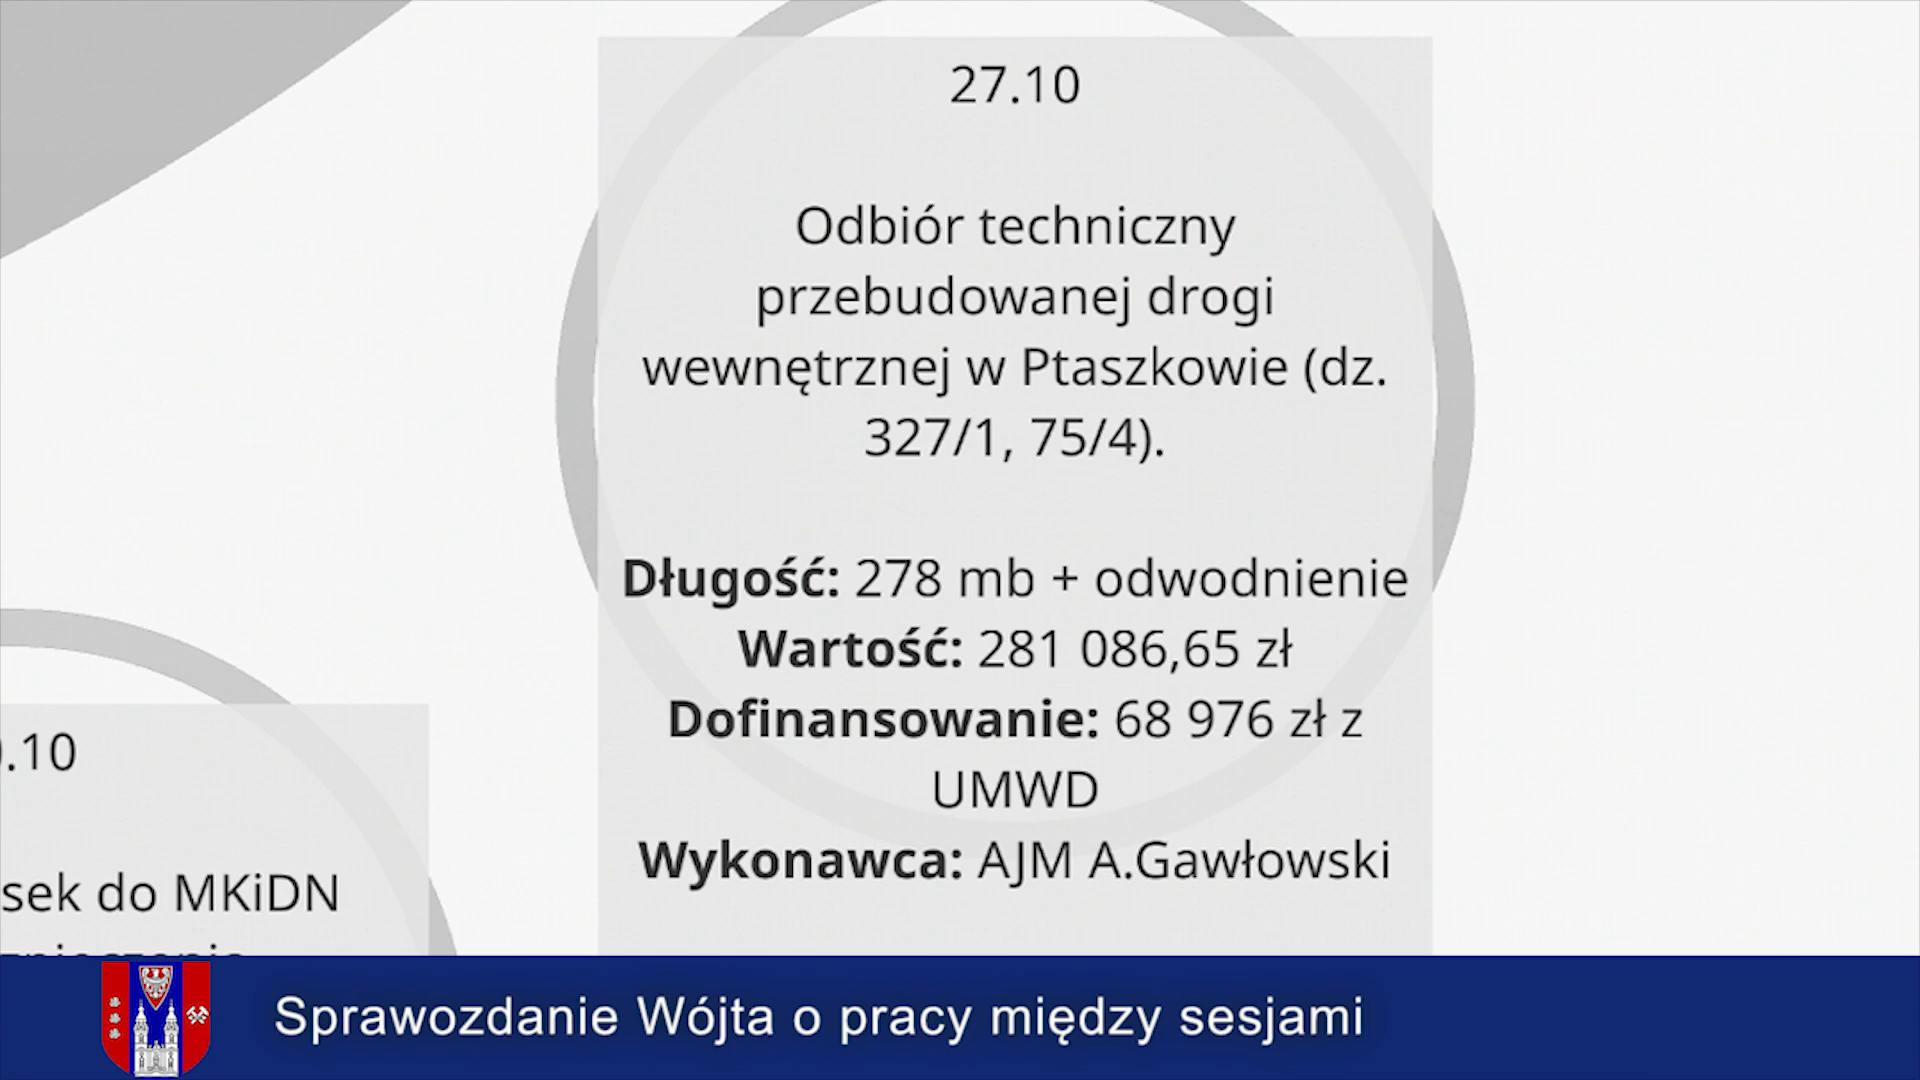 27.10
Odbiór techniczny
przebudowanej drogi
wewnętrznej w Ptaszkowie (dz.
327/1, 75/4).
Długość: 278 mb + odwodnienie
Wartość: 281 086,65 zł
Dofinansowanie: 68 976 zł z
UMWD
Wykonawca: AJM A.Gawłowski
.10
sek do MKiDN
Sprawozdanie Wójta o pracy między sesjami